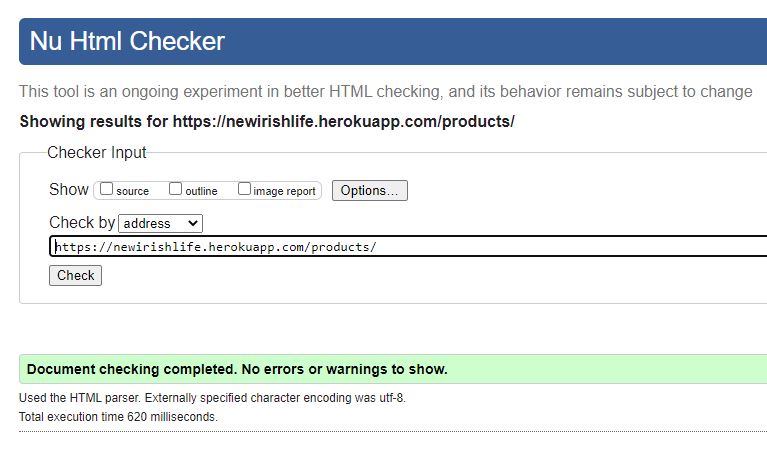 Nu Html Checker
This tool is an ongoing experiment in better HTML checking, and its behavior remains subject to change
Showing results for https://newirishlife.herokuapp.com/products/
Checker Input
Show source outline image report Options...
Check by address
https://newirishlife.herokuapp.com/products/
Check
Document checking completed. No errors or warnings to show.
Used the HTML parser. Externally specified character encoding was utf-8.
Total execution time 620 milliseconds.